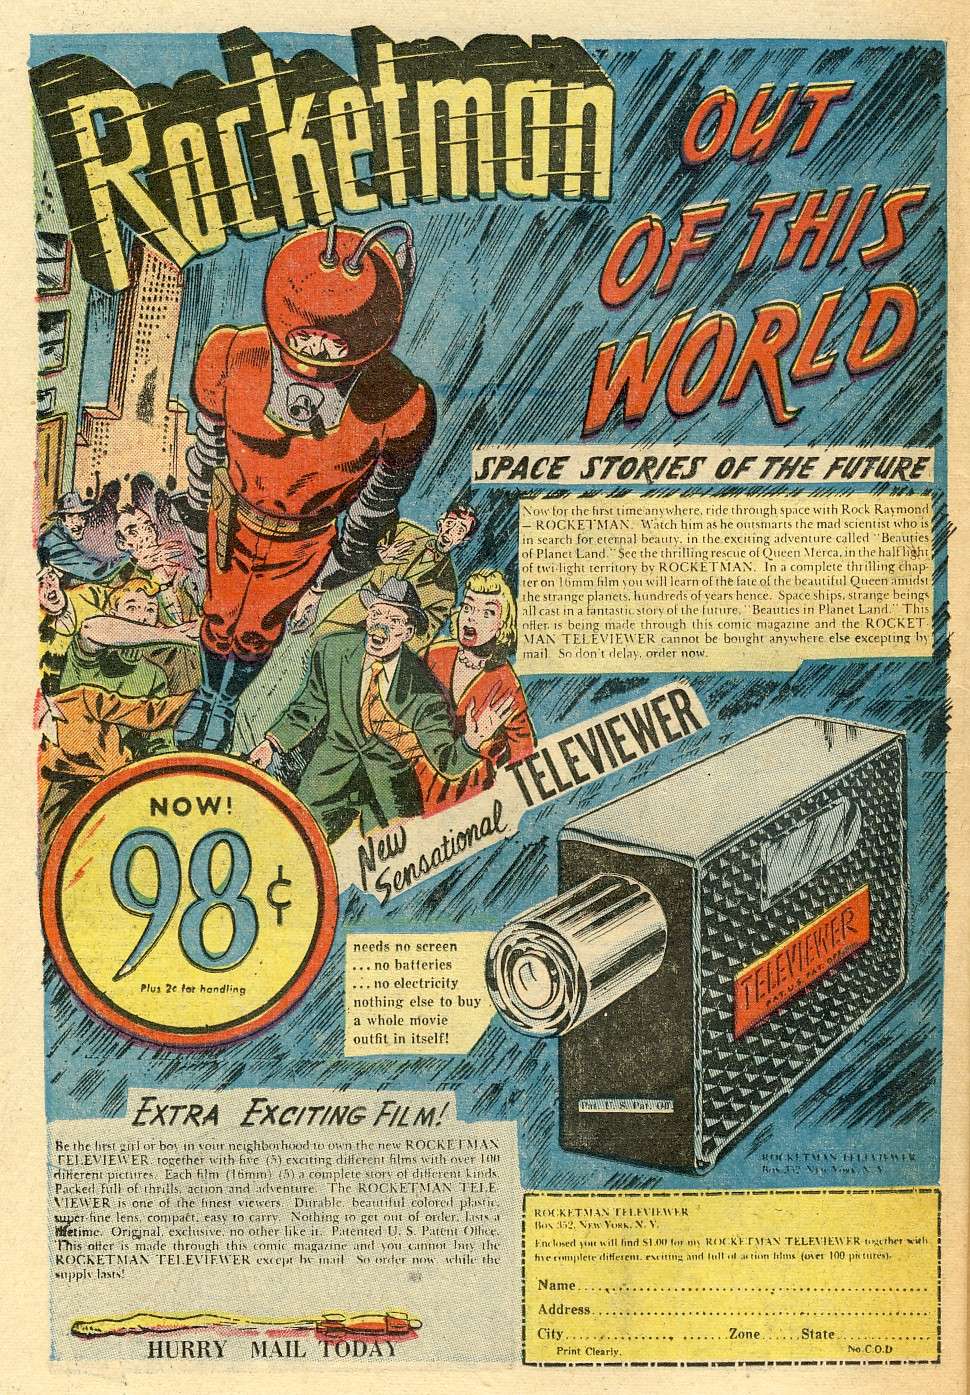 Rocketman
OUT
OF THIS
WORLD
SPACE STORIES OF THE FUTURE
Now for the first time anywhere, ride through space with Rock Raymond
— ROCKETMAN. Watch him as he outsmarts the mad scientist who is
in search for eternal beauty, in the exciting adventure called "Beauties
of Planet Land." See the thrilling rescue of Queen Merca, in the half light
of twi-light territory by ROCKETMAN. In a complete thrilling chap-
ter on 16mm film you will learn of the fate of the beautiful Queen amidst
the strange planets, hundreds of years hence. Space ships, strange beings
all cast in a fantastic story of the future, "Beauties in Planet Land." This
offer is being made through this comic magazine and the ROCKET-
MAN TELEVIEWER cannot be bought anywhere else excepting by
mail. So don't delay, order now.
New
Sensational
TELEVIEWER
NOW!
98¢
Plus 2¢ for handling
needs no screen
...no batteries
...no electricity
nothing else to buy
a whole movie
outfit in itself!
TELEVIEWER
PAT. U.S. PAT. OFF.
Pat. U. S. Pat. Off.
ROCKETMAN TELEVIEWER
Box 352, New York, N. Y.
EXTRA EXCITING FILM!
Be the first girl or boy in your neighborhood to own the new ROCKETMAN
TELEVIEWER, together with five (5) exciting different films with over 100
different pictures. Each film (16mm) (5) a complete story of different kinds.
Packed full of thrills, action and adventure. The ROCKETMAN TELE-
VIEWER is one of the finest viewers. Durable, beautiful colored plastic,
super-fine lens, compact, easy to carry. Nothing to get out of order, lasts a
lifetime. Original, exclusive, no other like it. Patented U. S. Patent Office.
This offer is made through this comic magazine and you cannot buy the
ROCKETMAN TELEVIEWER except by mail. So order now while the
supply lasts!
HURRY MAIL TODAY
ROCKETMAN TELEVIEWER
Box 352, New York, N. Y.
Enclosed you will find $1.00 for my ROCKETMAN TELEVIEWER together with
five complete different, exciting and full of action films (over 100 pictures).
Name
Address
City Zone State
Print Clearly. No C.O.D